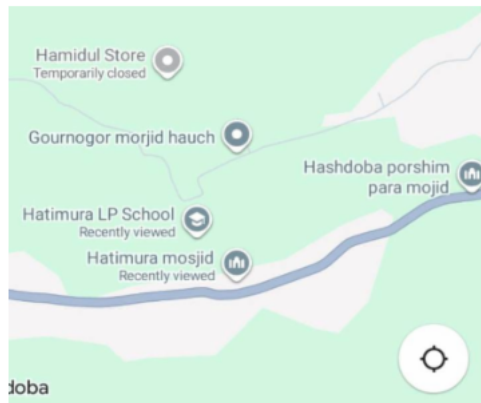 Hamidul Store
Temporarily closed
Gournogor morjid hauch
Hashdoba porshim
para mojid
Hatimura LP School
Recently viewed
Hatimura mosjid
Recently viewed
doba